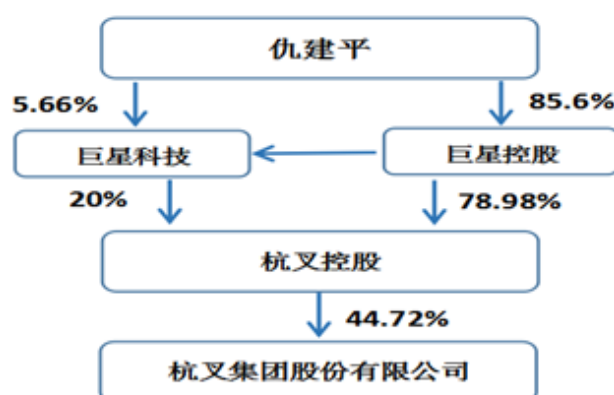 仇建平
5.66%
85.6%
巨星科技
巨星控股
20%
78.98%
杭叉控股
44.72%
杭叉集团股份有限公司